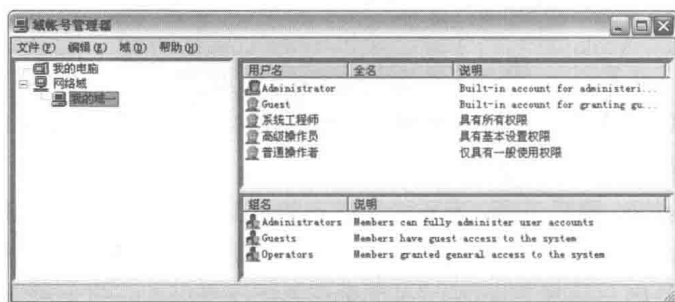 域帐号管理器
文件(F) 编辑(E) 域(D) 帮助(H)
我的电脑
网络域
我的域一
用户名 全名 说明
Administrator Built-in account for administeri...
Guest Built-in account for granting gu...
系统工程师 具有所有权限
高级操作员 具有基本设置权限
普通操作者 仅具有一般使用权限
组名 说明
Administrators Members can fully administer user accounts
Guests Members have guest access to the system
Operators Members granted general access to the system